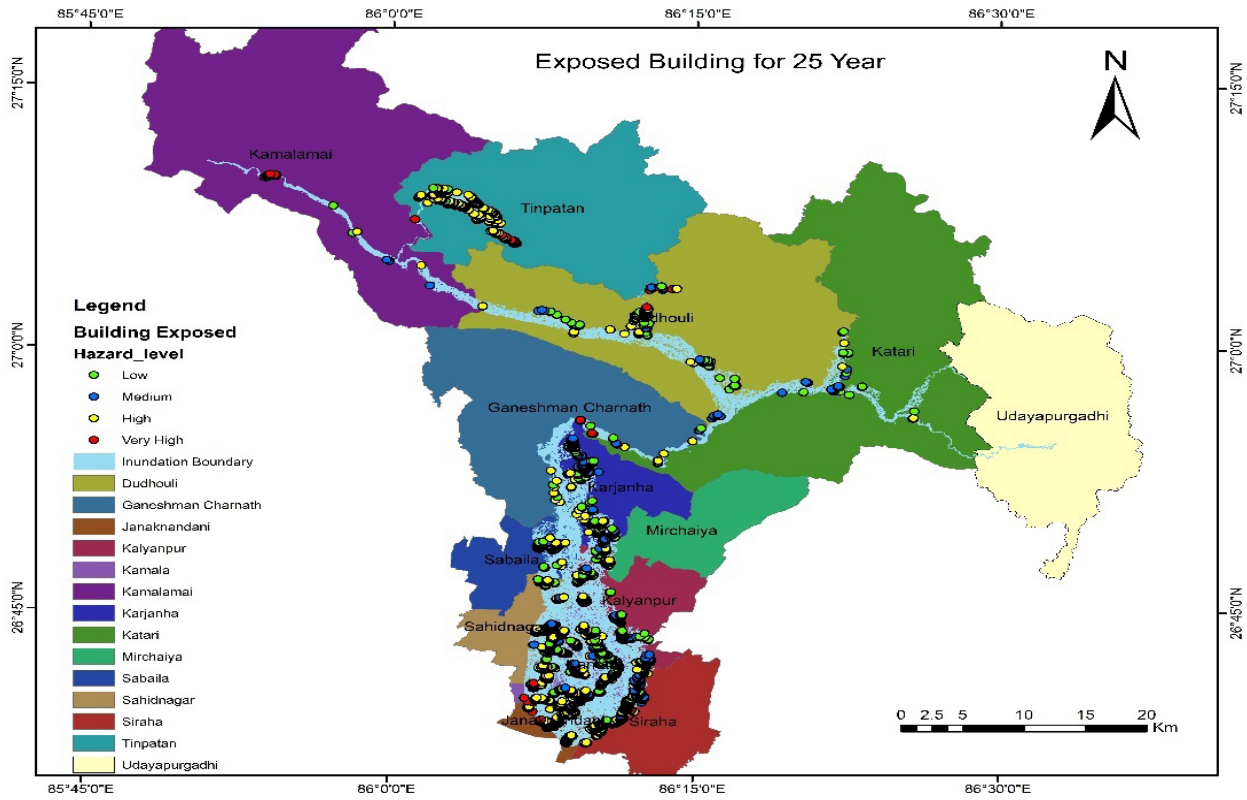 85°45'0"E 86°0'0"E 86°15'0"E 86°30'0"E
Exposed Building for 25 Year
N
27°15'0"N 27°15'0"N
Kamalamai
Tinpatan
Legend
Building Exposed
Hazard_level
Low
Medium
High
Very High
Inundation Boundary
Dudhouli
Ganeshman Charnath
Janaknandani
Kalyanpur
Kamala
Kamalamai
Karjanha
Katari
Mirchaiya
Sabaila
Sahidnagar
Siraha
Tinpatan
Udayapurgadhi
27°0'0"N 27°0'0"N
Katari
Ganeshman Charnath
Udayapurgadhi
Karjanha
Mirchaiya
Sabaila
Kalyanpur
26°45'0"N 26°45'0"N
Siraha
0 2.5 5 10 15 20
Km
85°45'0"E 86°0'0"E 86°15'0"E 86°30'0"E